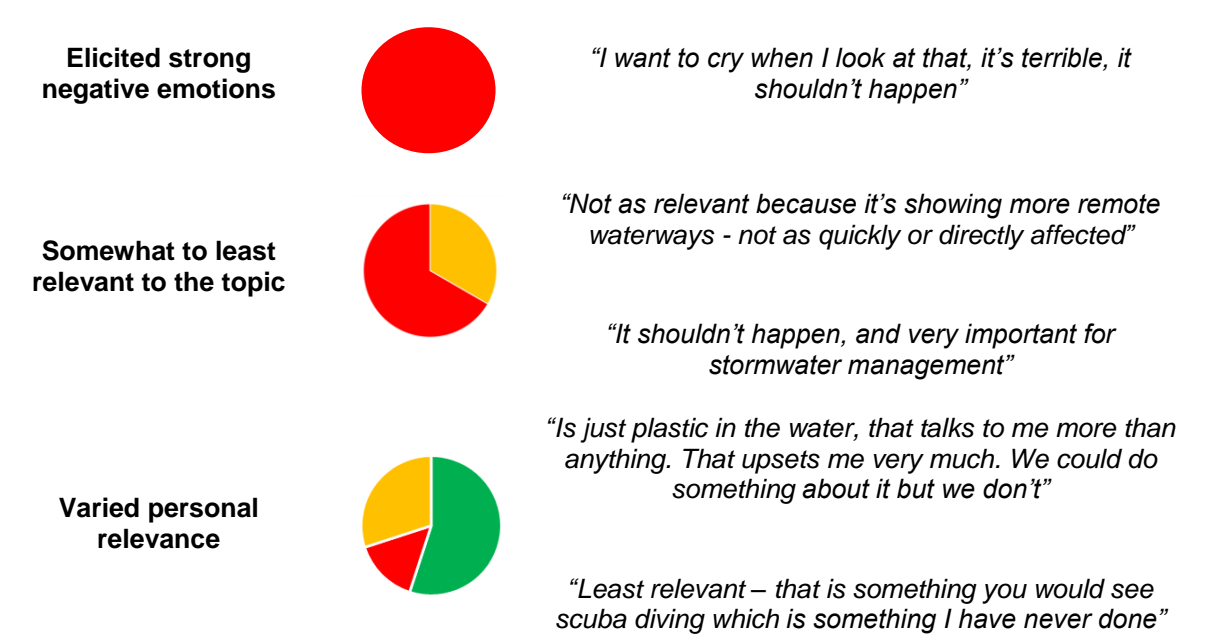 Elicited strong
negative emotions
“I want to cry when I look at that, it’s terrible, it
shouldn’t happen”
Somewhat to least
relevant to the topic
“Not as relevant because it’s showing more remote
waterways - not as quickly or directly affected”
“It shouldn’t happen, and very important for
stormwater management”
Varied personal
relevance
“Is just plastic in the water, that talks to me more than
anything. That upsets me very much. We could do
something about it but we don’t”
“Least relevant – that is something you would see
scuba diving which is something I have never done”